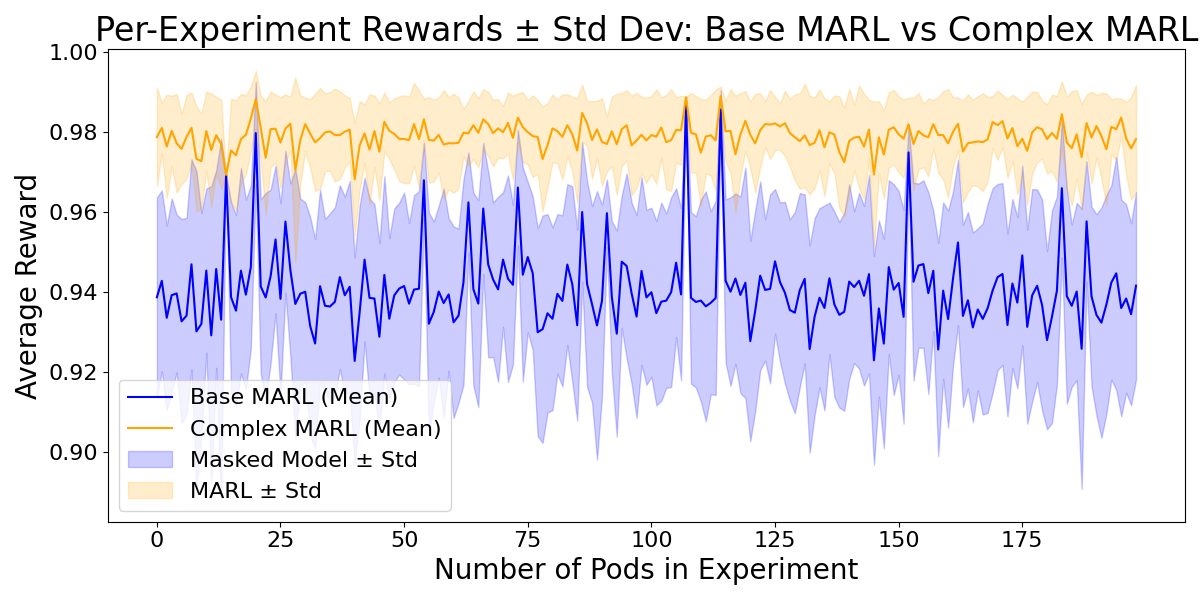 Per-Experiment Rewards ± Std Dev: Base MARL vs Complex MARL
1.00
0.98
0.96
0.94
0.92
0.90
Average Reward
Base MARL (Mean)
Complex MARL (Mean)
Masked Model ± Std
MARL ± Std
0 25 50 75 100 125 150 175
Number of Pods in Experiment